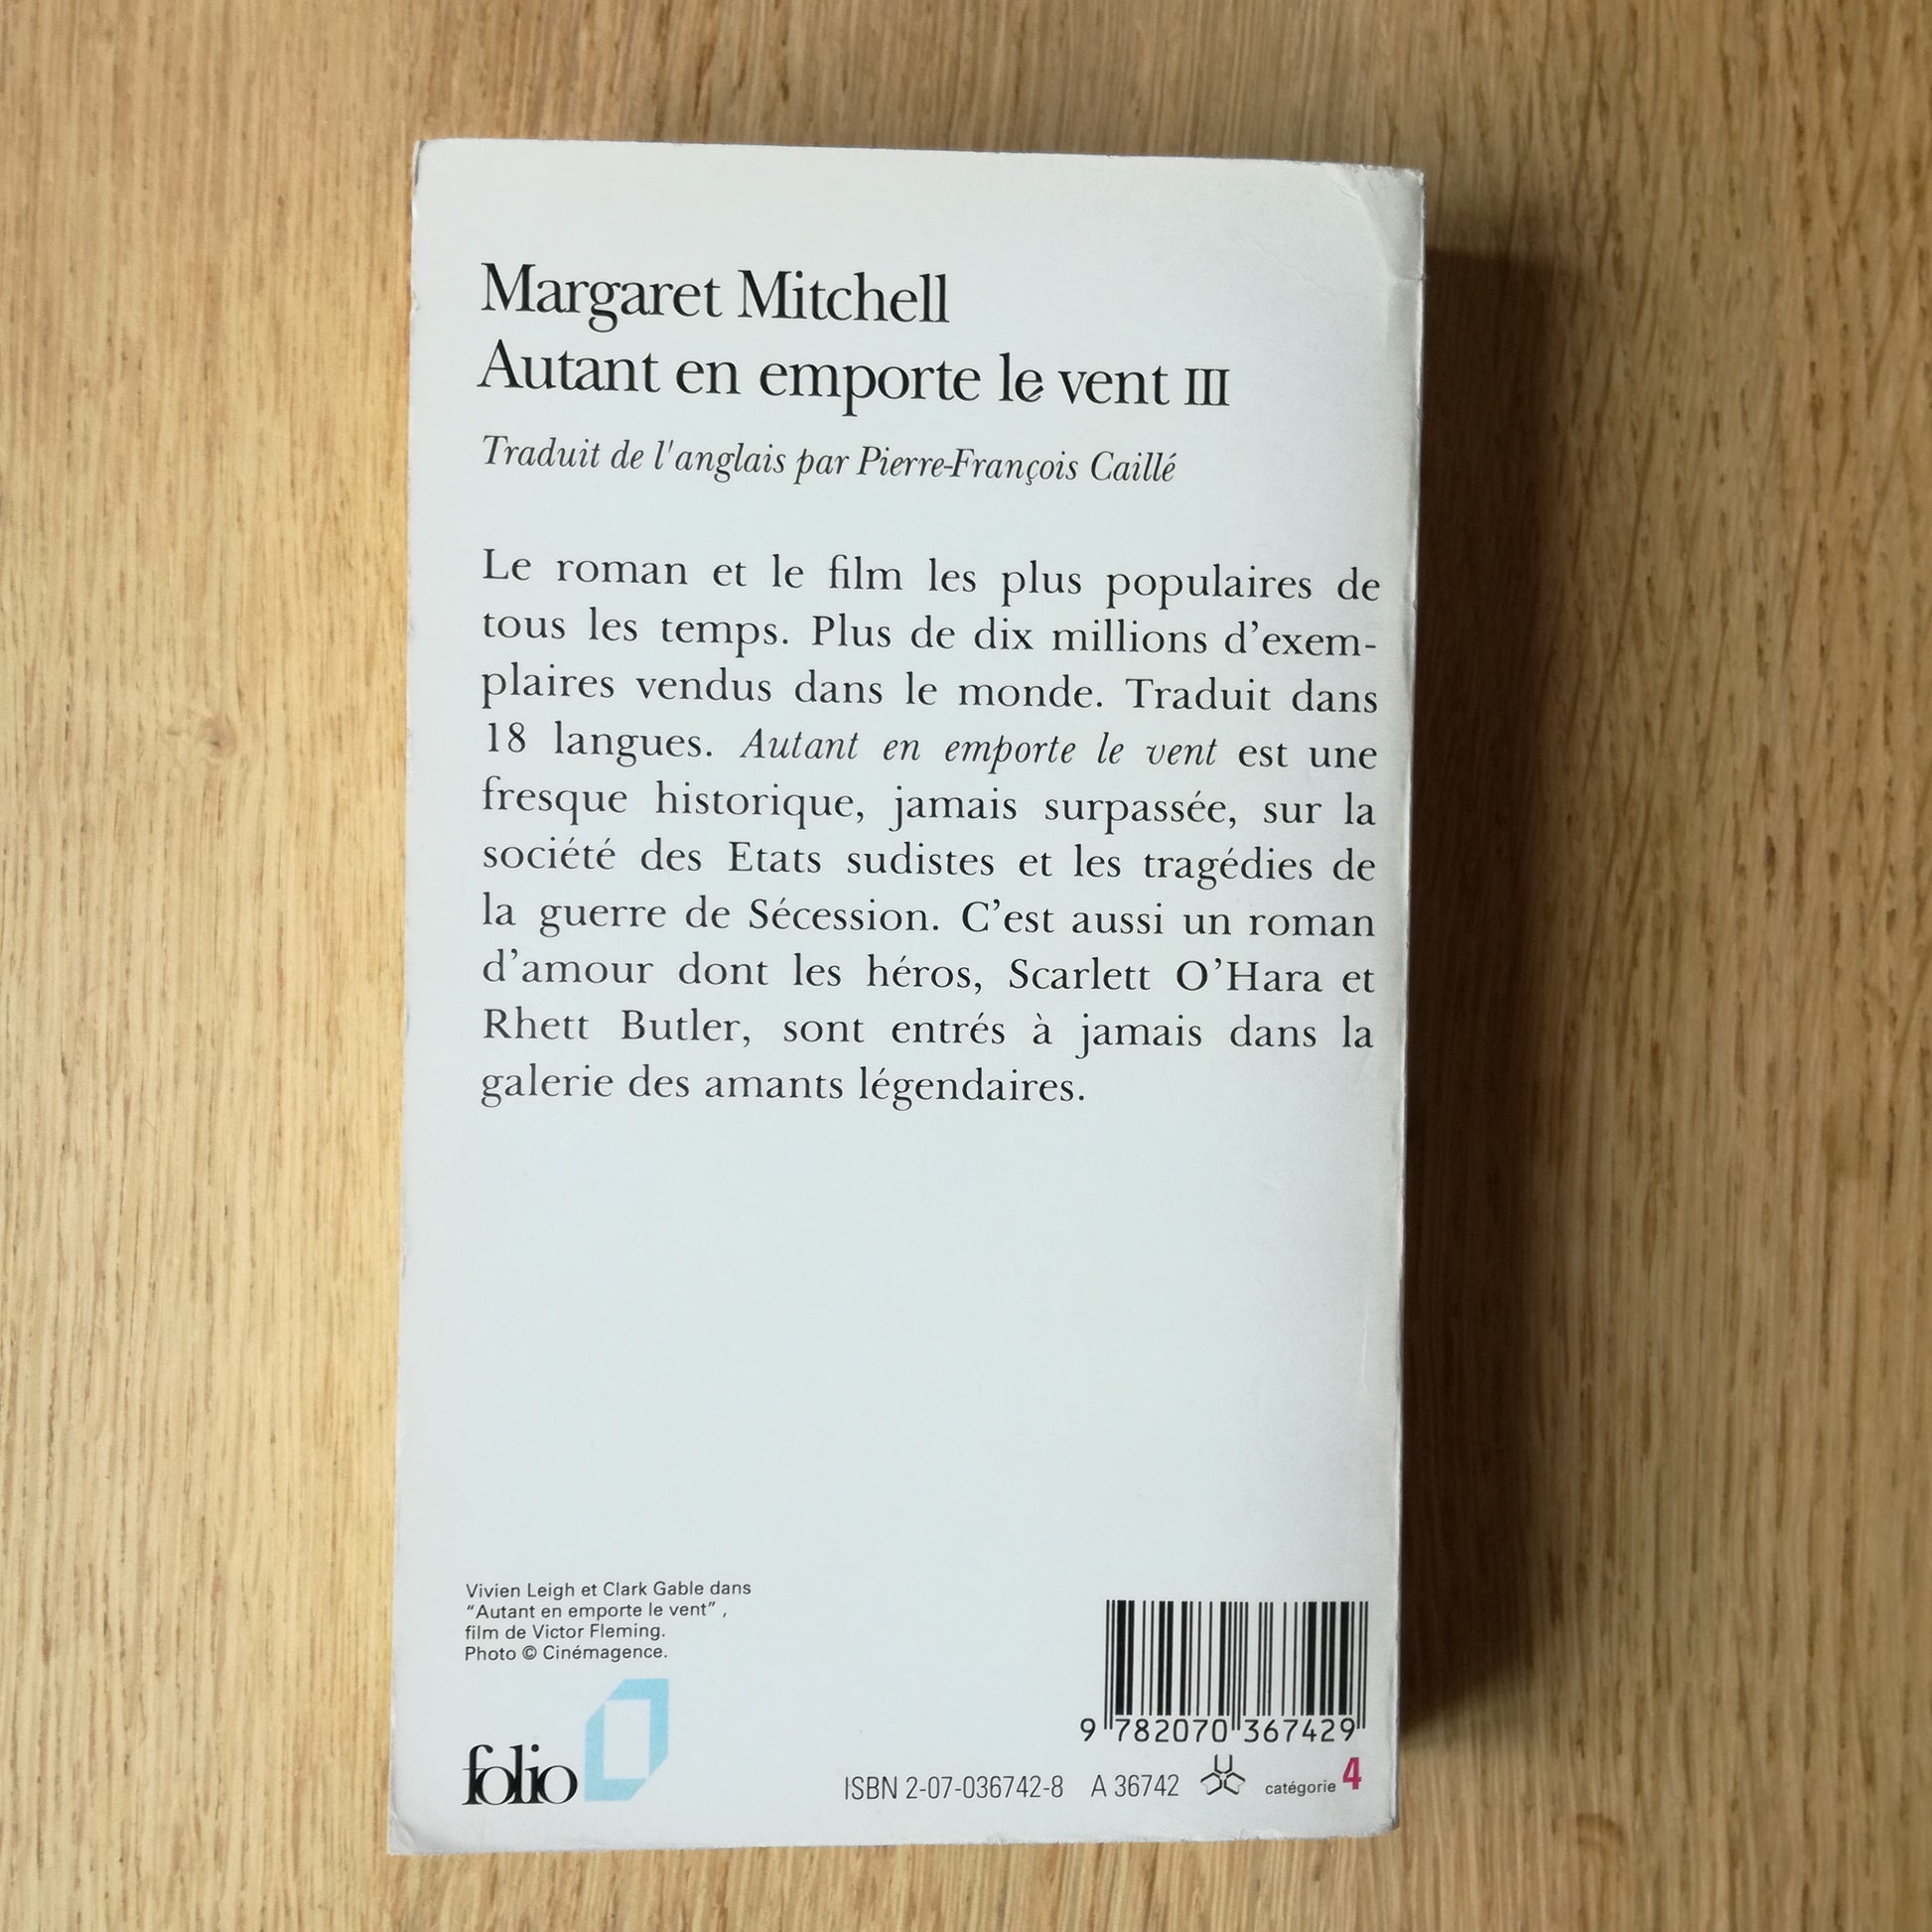 Margaret Mitchell
Autant en emporte le vent III
Traduit de l'anglais par Pierre-François Caillé
Le roman et le film les plus populaires de
tous les temps. Plus de dix millions d’exem-
plaires vendus dans le monde. Traduit dans
18 langues. Autant en emporte le vent est une
fresque historique, jamais surpassée, sur la
société des Etats sudistes et les tragédies de
la guerre de Sécession. C’est aussi un roman
d’amour dont les héros, Scarlett O’Hara et
Rhett Butler, sont entrés à jamais dans la
galerie des amants légendaires.
Vivien Leigh et Clark Gable dans
“Autant en emporte le vent” ,
film de Victor Fleming.
Photo © Cinémagence.
folio
9 782070 367429
ISBN 2-07-036742-8 A 36742 catégorie 4